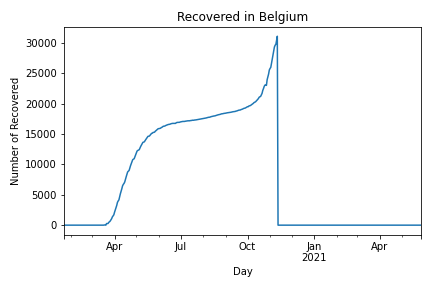 Recovered in Belgium
30000
25000
20000
15000
10000
5000
0
Number of Recovered
Apr
Jul
Oct
Jan
2021
Apr
Day